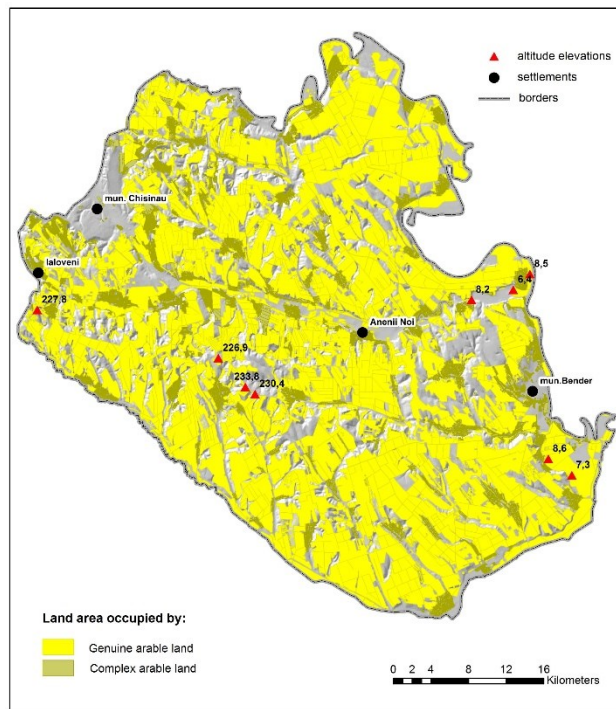 altitude elevations
settlements
borders
mun. Chisinau
Ialoveni
227,8
8,5
6,4
8,2
Anenii Noi
226,9
233,8
230,4
mun.Bender
8,6
7,3
Land area occupied by:
Genuine arable land
Complex arable land
0 2 4 8 12 16
Kilometers